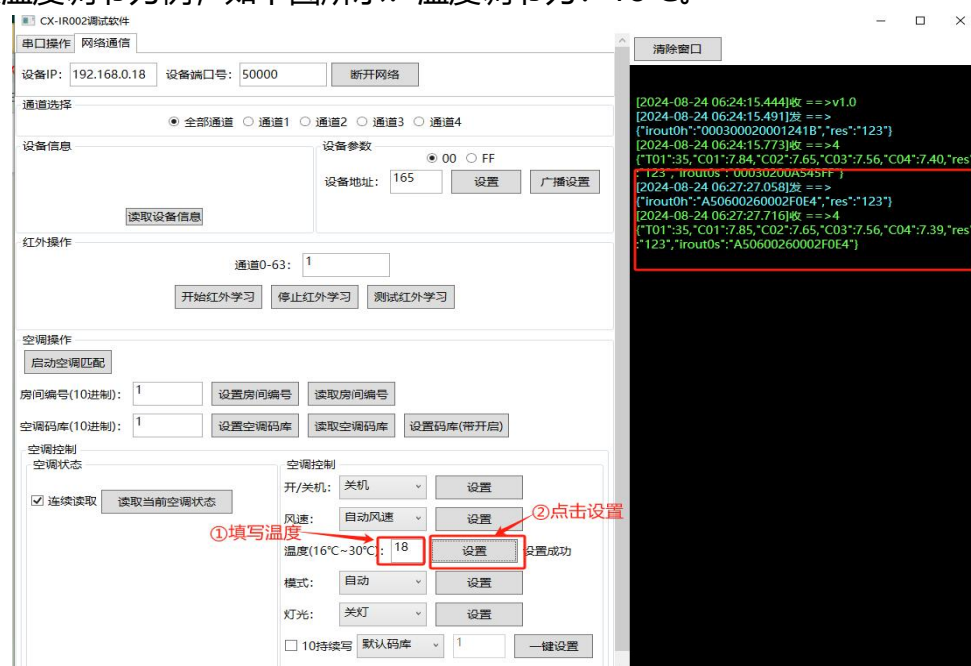 CX-IR002调试软件
串口操作 网络通信
清除窗口
设备IP: 192.168.0.18 设备端口号: 50000 断开网络
通道选择
全部通道 通道1 通道2 通道3 通道4
设备信息
读取设备信息
设备参数
00 FF
设备地址: 165 设置 广播设置
红外操作
通道0-63: 1
开始红外学习 停止红外学习 测试红外学习
空调操作
启动空调匹配
房间编号(10进制): 1 设置房间编号 读取房间编号
空调码库(10进制): 1 设置空调码库 读取空调码库 设置码库(带开启)
空调控制
空调状态
连续读取 读取当前空调状态
空调控制
开/关机: 关机 设置
风速: 自动风速 设置
①填写温度
②点击设置
温度(16℃~30℃): 18 设置 设置成功
模式: 自动 设置
灯光: 关灯 设置
10持续写 默认码库 1 一键设置
[2024-08-24 06:24:15.444]收 ==>v1.0
[2024-08-24 06:24:15.491]发 ==>
{"irout0h":"000300020001241B","res":"123"}
[2024-08-24 06:24:15.773]收 ==>4
{"T01":35,"C01":7.84,"C02":7.65,"C03":7.56,"C04":7.40,"res"
:"123","irout0s":"00030200A545FF"}
[2024-08-24 06:27:27.058]发 ==>
{"irout0h":"A50600260002F0E4","res":"123"}
[2024-08-24 06:27:27.716]收 ==>4
{"T01":35,"C01":7.85,"C02":7.65,"C03":7.56,"C04":7.39,"res"
:"123","irout0s":"A50600260002F0E4"}